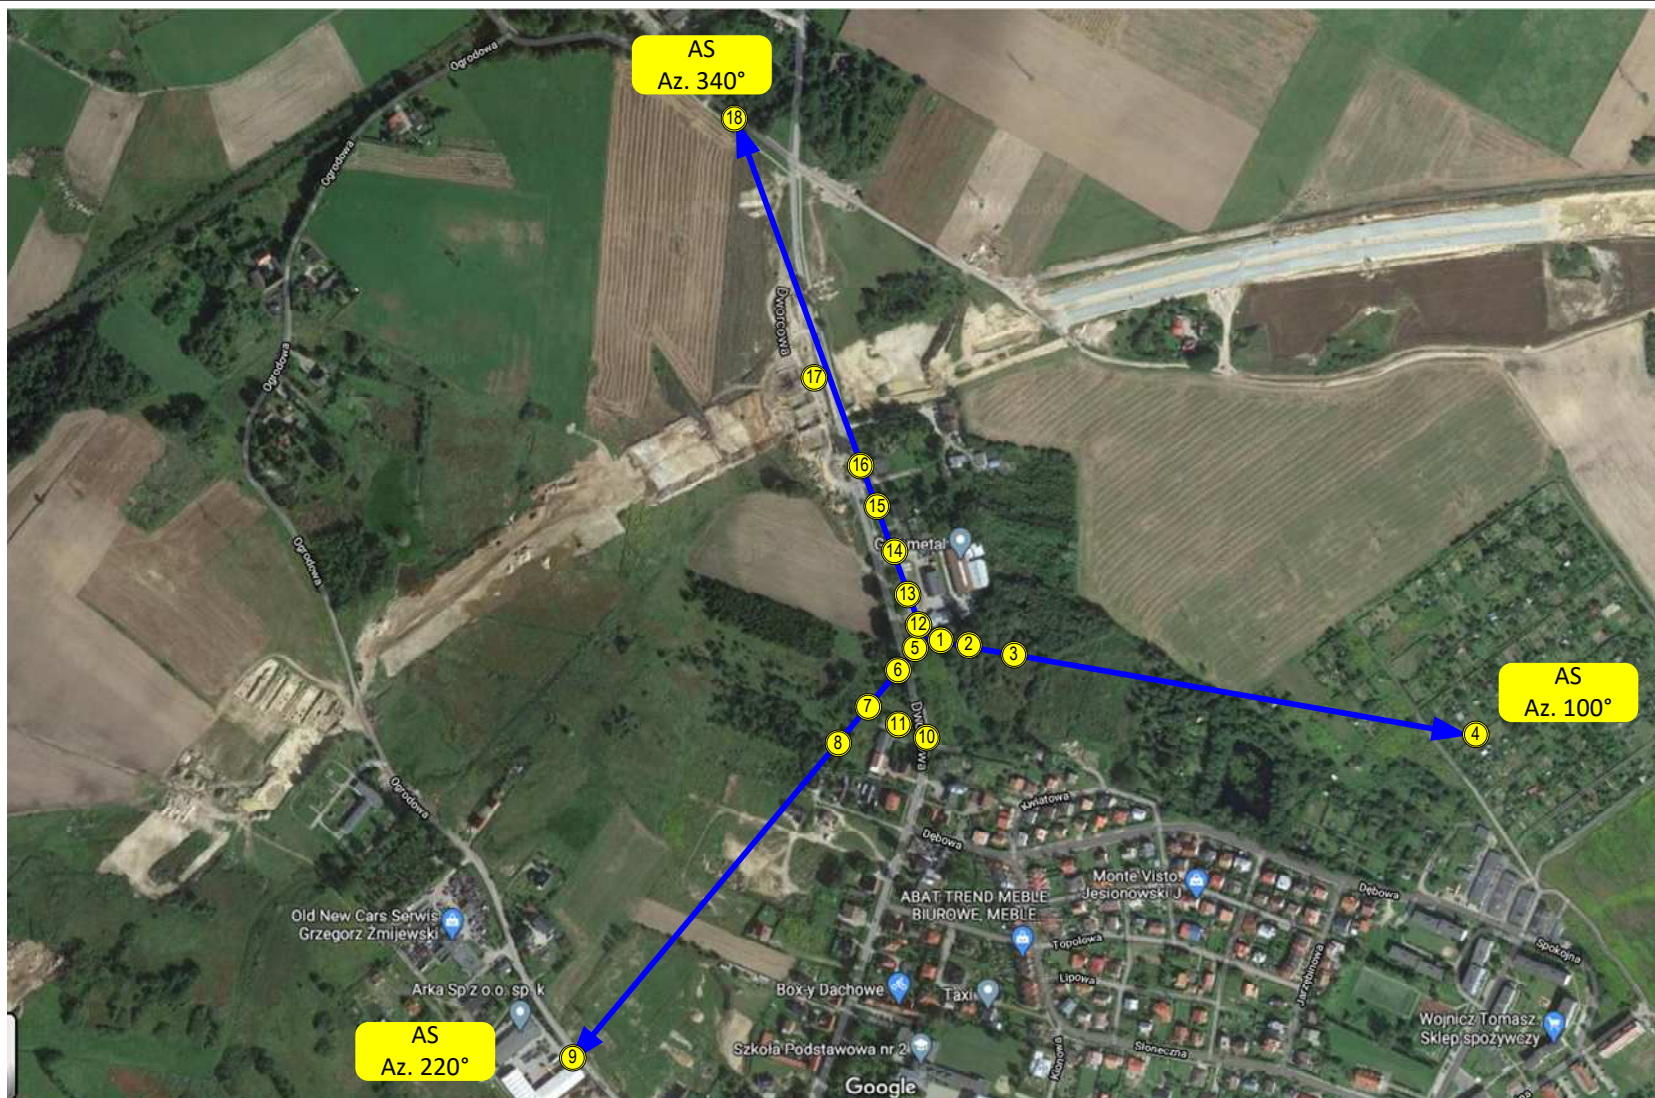 AS
Az. 340°
18
Ogrodowa
Ogrodowa
Dworcowa
17
Ogrodowa
16
15
14
metal
Ogrodowa
13
12
1
2
3
5
6
7
11
10
8
4
AS
Az. 100°
Ogrodowa
Kwiatowa
Dębowa
Monte Visto.
Jesionowski J
Dębowa
ABAT TREND MEBLE
BIUROWE, MEBLE
Old New Cars Serwis
Grzegorz Żmijewski
Topolowa
Spokojna
Lipowa
Jarzębinowa
Arka Sp z o.o. sp. k
Box-y Dachowe
Taxi
Wojnicz Tomasz.
Sklep spożywczy
AS
Az. 220°
9
Szkoła Podstawowa nr 2
Klonowa
Słoneczna
Google